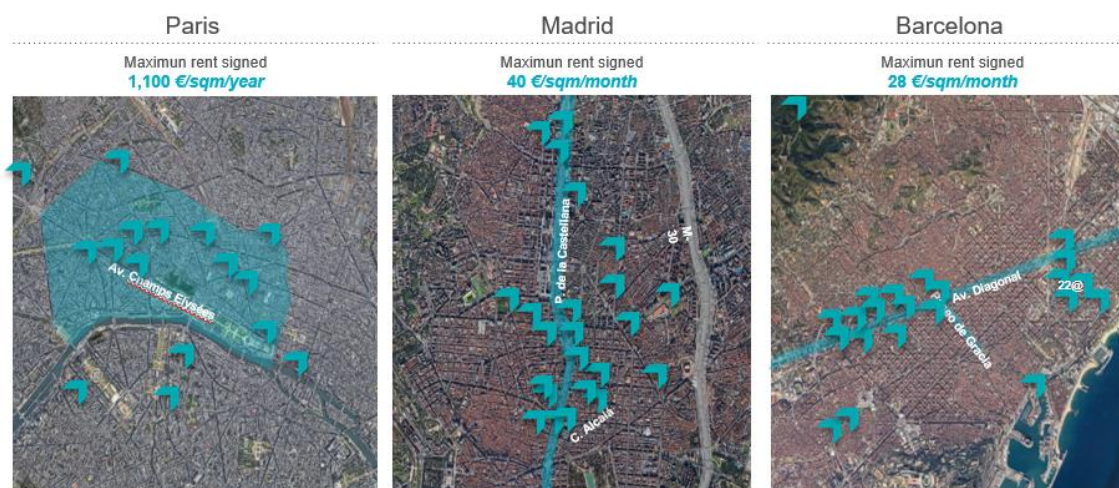 Paris
Maximun rent signed
1,100 €/sqm/year
Av. Champs Elysées
Madrid
Maximun rent signed
40 €/sqm/month
P. de la Castellana
M-
30
C. Alcalá
Barcelona
Maximun rent signed
28 €/sqm/month
Av. Diagonal
22@
de Gracia